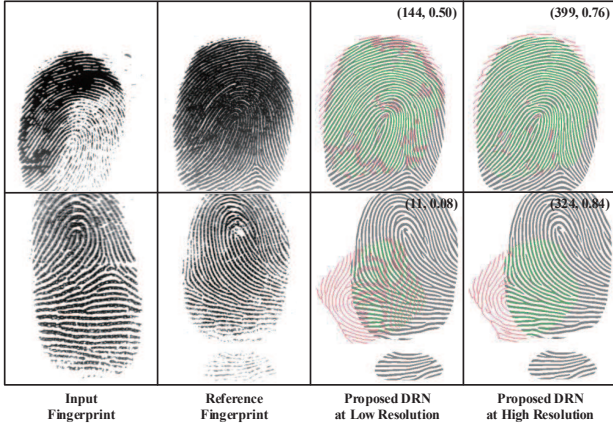 (144, 0.50)
(399, 0.76)
(11, 0.08)
(324, 0.84)
Input
Fingerprint
Reference
Fingerprint
Proposed DRN
at Low Resolution
Proposed DRN
at High Resolution